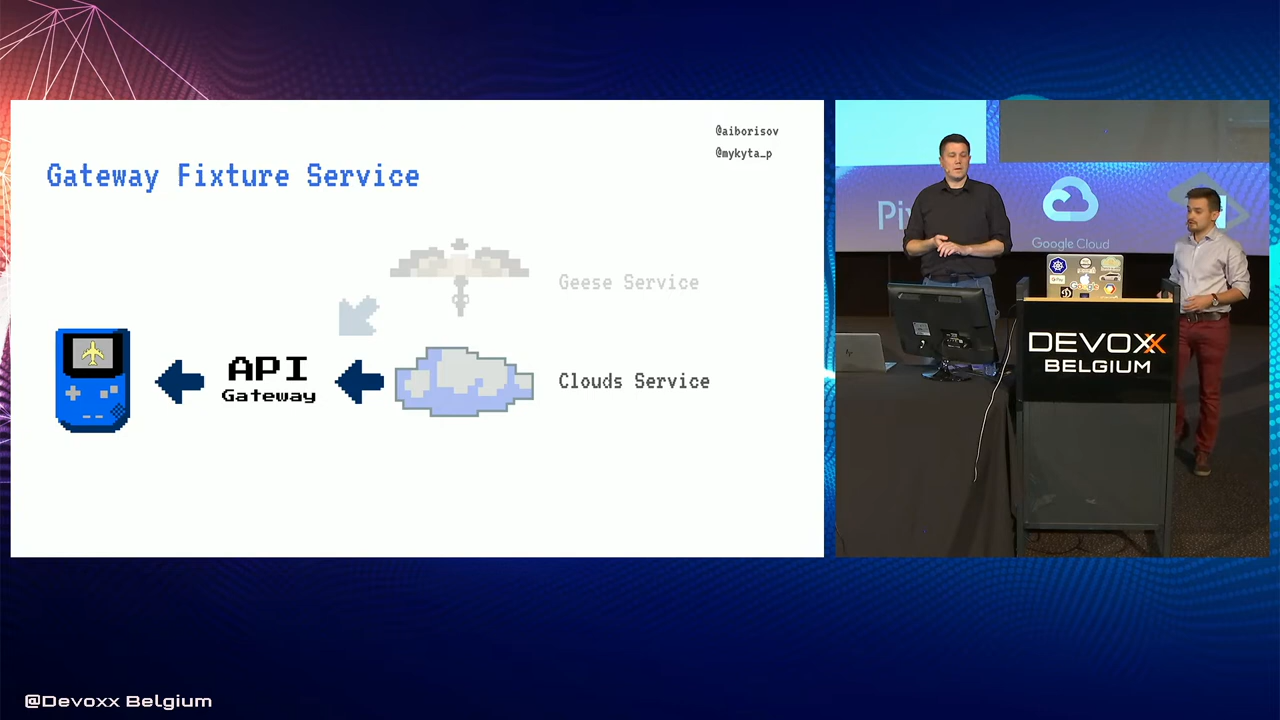 @aiborisov
@mykyta_p
Gateway Fixture Service
Geese Service
API
Gateway
Clouds Service
Google Cloud
DEVOXX
BELGIUM
@Devoxx Belgium